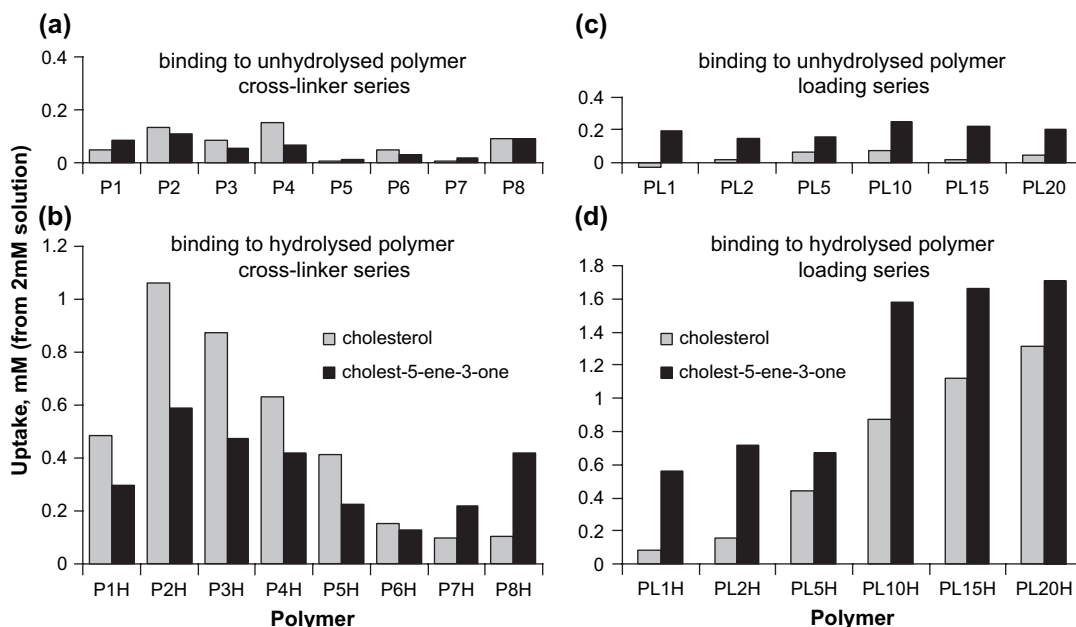 (a)
binding to unhydrolysed polymer
cross-linker series
0.4
0.2
0
P1 P2 P3 P4 P5 P6 P7 P8
(b)
binding to hydrolysed polymer
cross-linker series
1.2
1
0.8
0.6
0.4
0.2
0
cholesterol
cholest-5-ene-3-one
P1H P2H P3H P4H P5H P6H P7H P8H
Polymer
Uptake, mM (from 2mM solution)
(c)
binding to unhydrolysed polymer
loading series
0.4
0.2
0
PL1 PL2 PL5 PL10 PL15 PL20
(d)
binding to hydrolysed polymer
loading series
1.8
1.6
1.4
1.2
1
0.8
0.6
0.4
0.2
0
cholesterol
cholest-5-ene-3-one
PL1H PL2H PL5H PL10H PL15H PL20H
Polymer